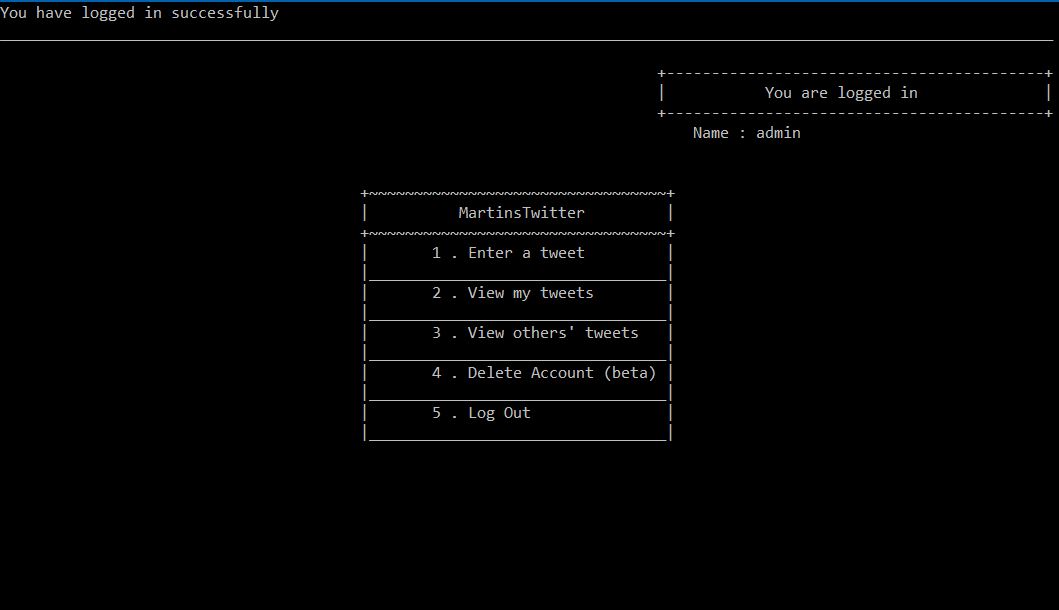 You have logged in successfully
You are logged in
Name : admin
MartinsTwitter
1 . Enter a tweet
2 . View my tweets
3 . View others' tweets
4 . Delete Account (beta)
5 . Log Out